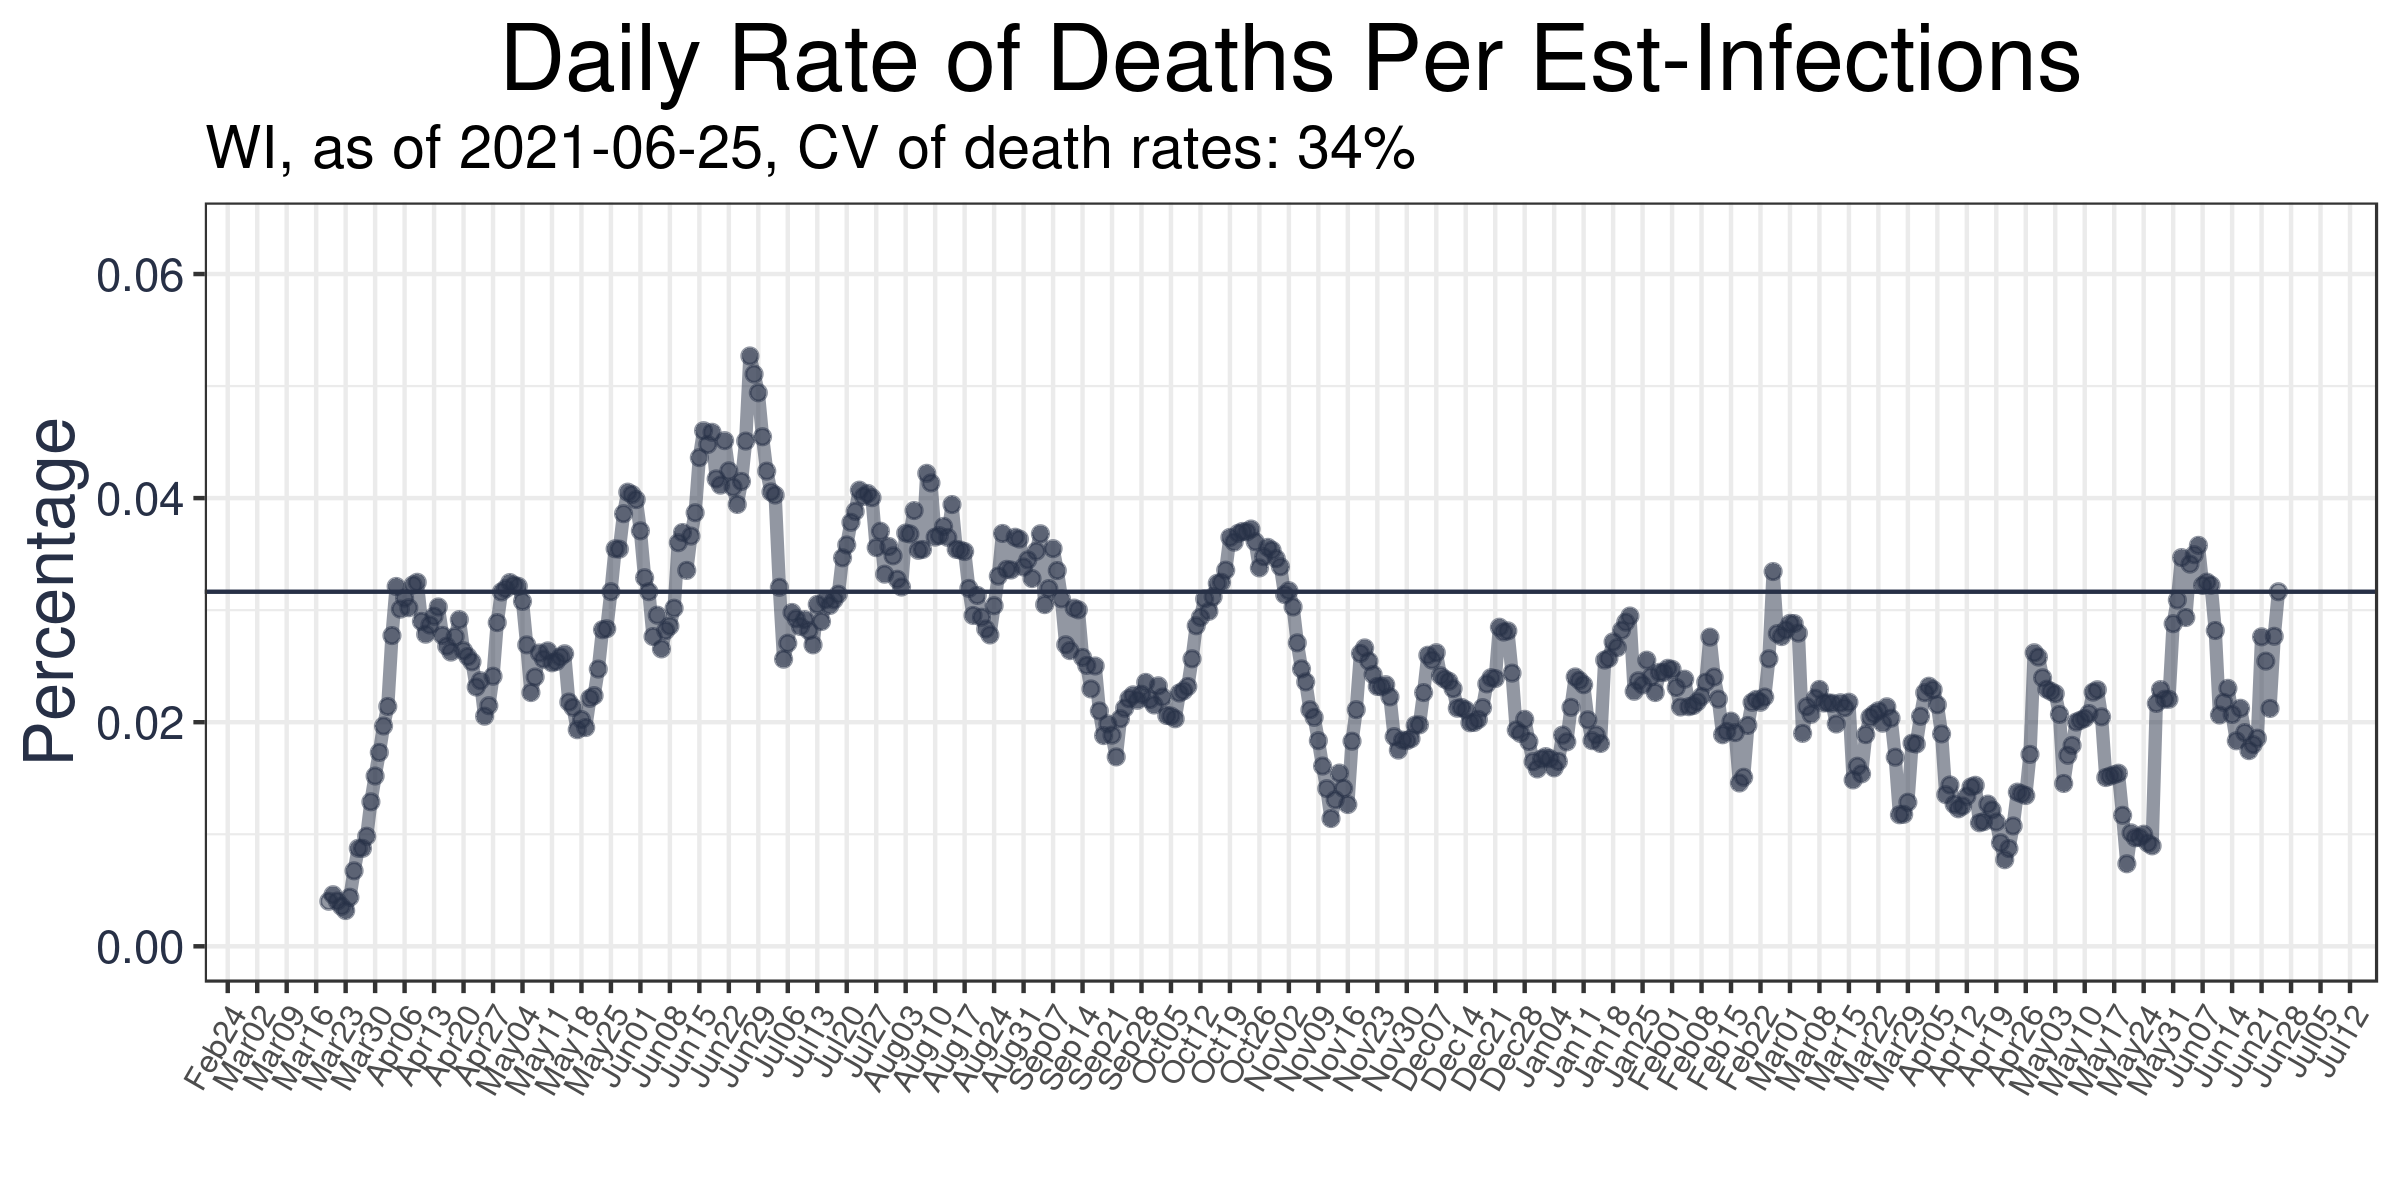 Daily Rate of Deaths Per Est-Infections
WI, as of 2021-06-25, CV of death rates: 34%
Percentage
0.06
0.04
0.02
0.00
Feb24
Mar02
Mar09
Mar16
Mar23
Mar30
Apr06
Apr13
Apr20
Apr27
May04
May11
May18
May25
Jun01
Jun08
Jun15
Jun22
Jun29
Jul06
Jul13
Jul20
Jul27
Aug03
Aug10
Aug17
Aug24
Aug31
Sep07
Sep14
Sep21
Sep28
Oct05
Oct12
Oct19
Oct26
Nov02
Nov09
Nov16
Nov23
Nov30
Dec07
Dec14
Dec21
Dec28
Jan04
Jan11
Jan18
Jan25
Feb01
Feb08
Feb15
Feb22
Mar01
Mar08
Mar15
Mar22
Mar29
Apr05
Apr12
Apr19
Apr26
May03
May10
May17
May24
May31
Jun07
Jun14
Jun21
Jun28
Jul05
Jul12